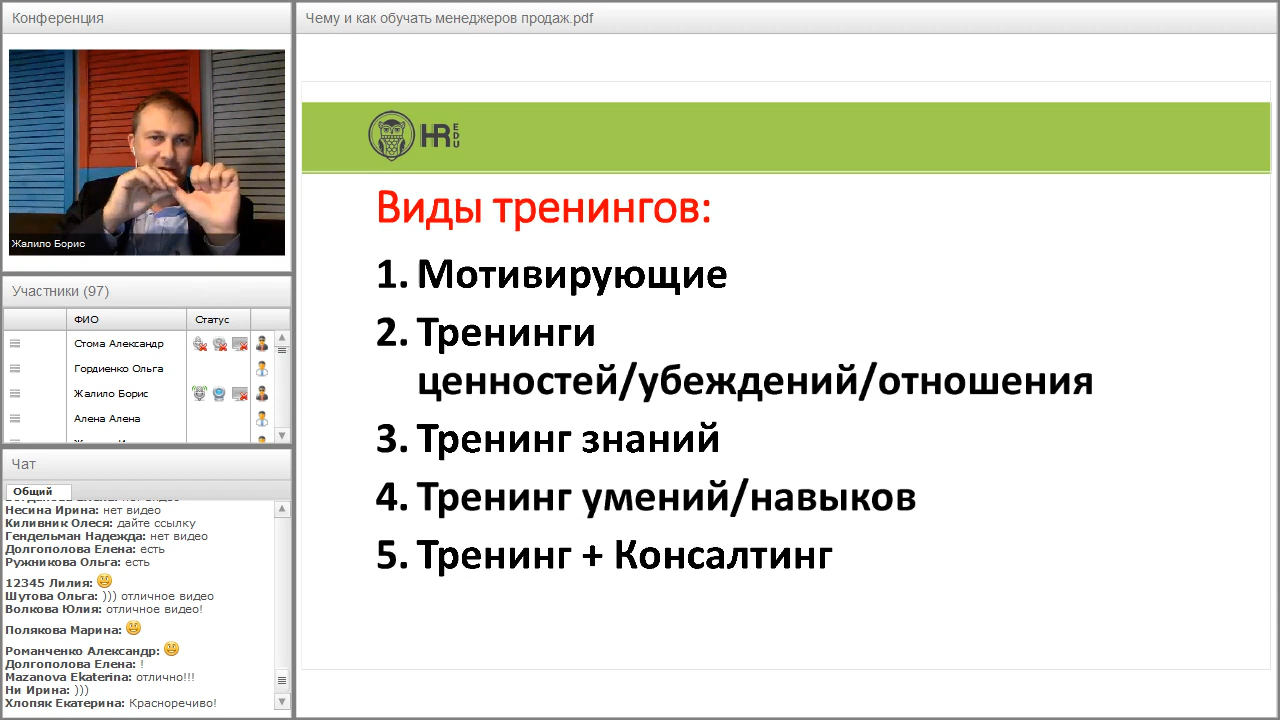 Конференция
Жалило Борис
Участники (97)
ФИО
Статус
Стома Александр
Гордиенко Ольга
Жалило Борис
Алена Алена
Чат
Общий
Несина Ирина: нет видео
Киливник Олеся: дайте ссылку
Гендельман Надежда: нет видео
Долгополова Елена: есть
Ружникова Ольга: есть
12345 Лилия:
Шутова Ольга: ))) отличное видео
Волкова Юлия: отличное видео!
Полякова Марина:
Романченко Александр:
Долгополова Елена: !
Mazanova Ekaterina: отлично!!!
Ни Ирина: )))
Хлопяк Екатерина: Красноречиво!
Чему и как обучать менеджеров продаж.pdf
HR EDU
Виды тренингов:
1. Мотивирующие
2. Тренинги
ценностей/убеждений/отношения
3. Тренинг знаний
4. Тренинг умений/навыков
5. Тренинг + Консалтинг